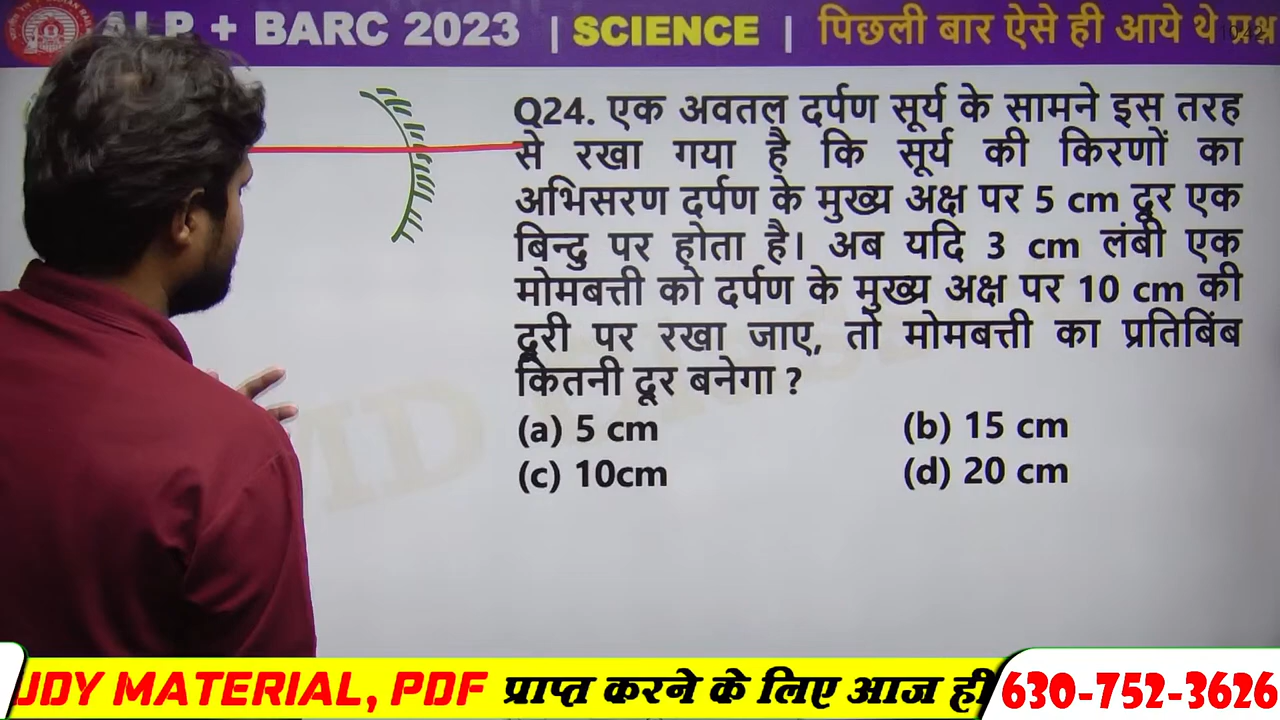 ALP + BARC 2023 | SCIENCE | पिछली बार ऐसे ही आये थे प्रश्न
Q24. एक अवतल दर्पण सूर्य के सामने इस तरह
से रखा गया है कि सूर्य की किरणों का
अभिसरण दर्पण के मुख्य अक्ष पर 5 cm दूर एक
बिन्दु पर होता है। अब यदि 3 cm लंबी एक
मोमबत्ती को दर्पण के मुख्य अक्ष पर 10 cm की
दूरी पर रखा जाए, तो मोमबत्ती का प्रतिबिंब
कितनी दूर बनेगा ?
(a) 5 cm (b) 15 cm
(c) 10cm (d) 20 cm
UDY MATERIAL, PDF प्राप्त करने के लिए आज ही 630-752-3626